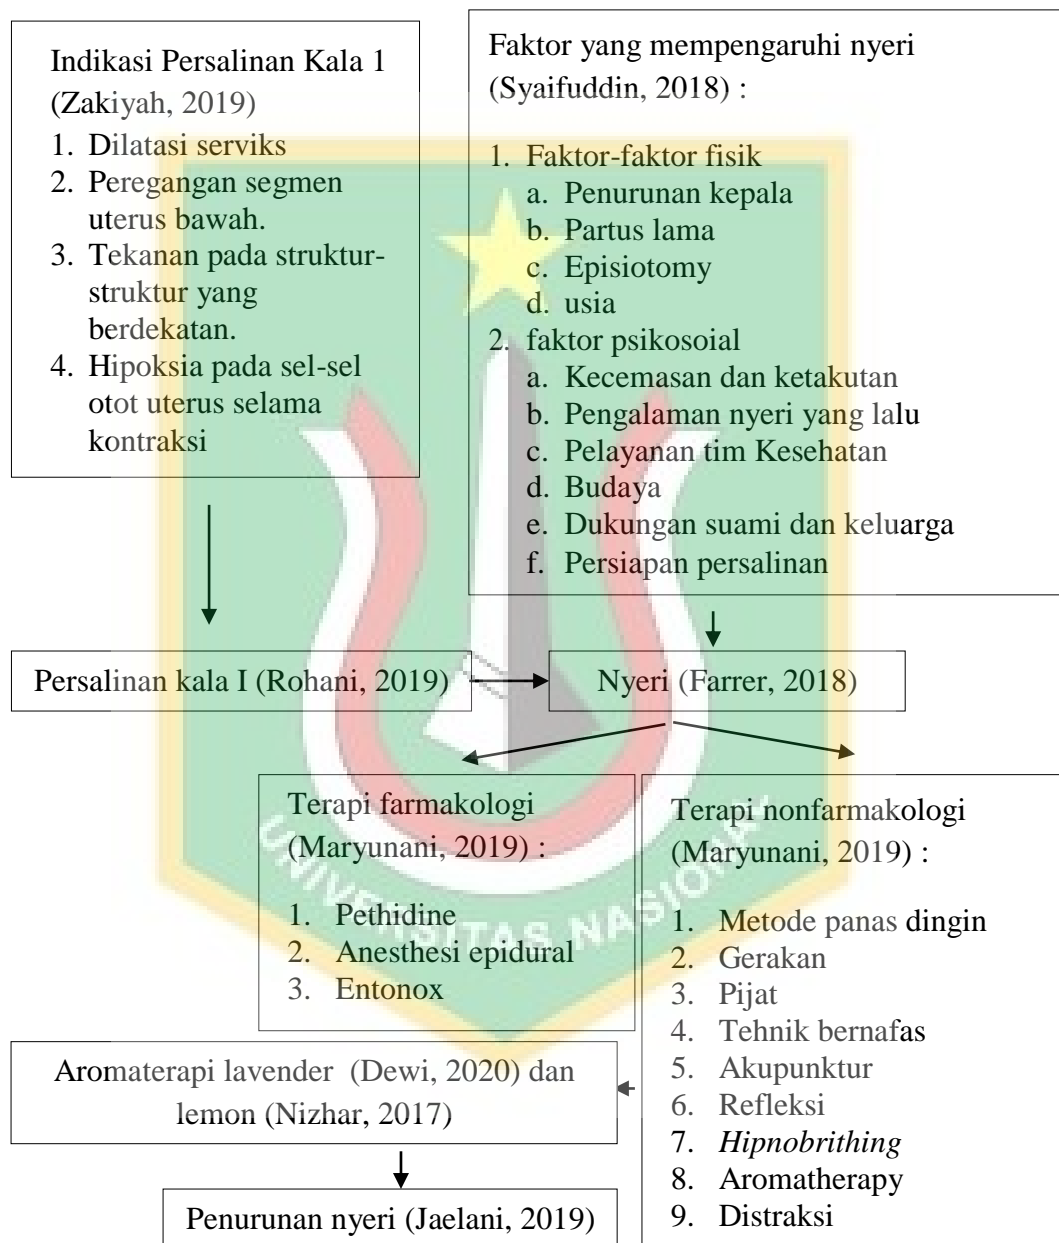 Indikasi Persalinan Kala 1
(Zakiyah, 2019)
1. Dilatasi serviks
2. Peregangan segmen
uterus bawah.
3. Tekanan pada struktur-
struktur yang
berdekatan.
4. Hipoksia pada sel-sel
otot uterus selama
kontraksi
Faktor yang mempengaruhi nyeri
(Syaifuddin, 2018) :
1. Faktor-faktor fisik
a. Penurunan kepala
b. Partus lama
c. Episiotomy
d. usia
2. faktor psikosoial
a. Kecemasan dan ketakutan
b. Pengalaman nyeri yang lalu
c. Pelayanan tim Kesehatan
d. Budaya
e. Dukungan suami dan keluarga
f. Persiapan persalinan
Persalinan kala I (Rohani, 2019)
Nyeri (Farrer, 2018)
Terapi farmakologi
(Maryunani, 2019) :
1. Pethidine
2. Anesthesi epidural
3. Entonox
Terapi nonfarmakologi
(Maryunani, 2019) :
1. Metode panas dingin
2. Gerakan
3. Pijat
4. Tehnik bernafas
5. Akupunktur
6. Refleksi
7. Hipnobrithing
8. Aromatherapy
9. Distraksi
Aromaterapi lavender (Dewi, 2020) dan
lemon (Nizhar, 2017)
Penurunan nyeri (Jaelani, 2019)
UNIVERSITAS NASIONAL